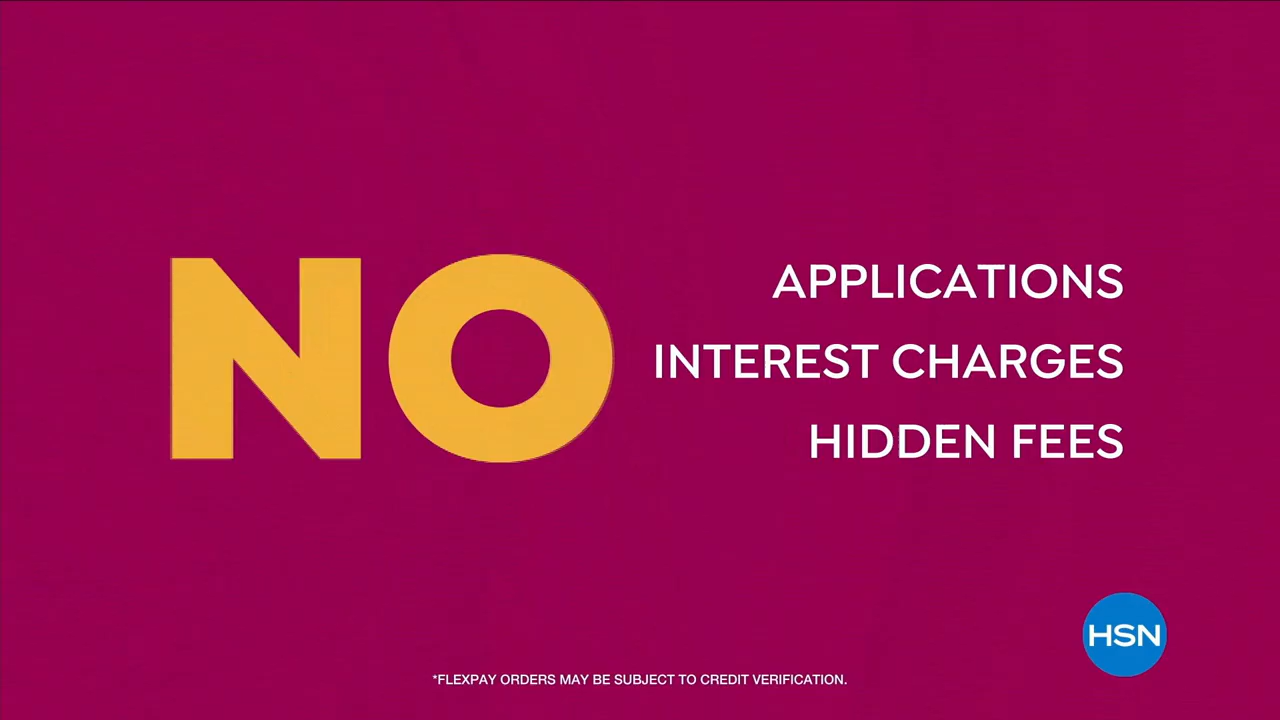 NO
APPLICATIONS
INTEREST CHARGES
HIDDEN FEES
HSN
*FLEXPAY ORDERS MAY BE SUBJECT TO CREDIT VERIFICATION.